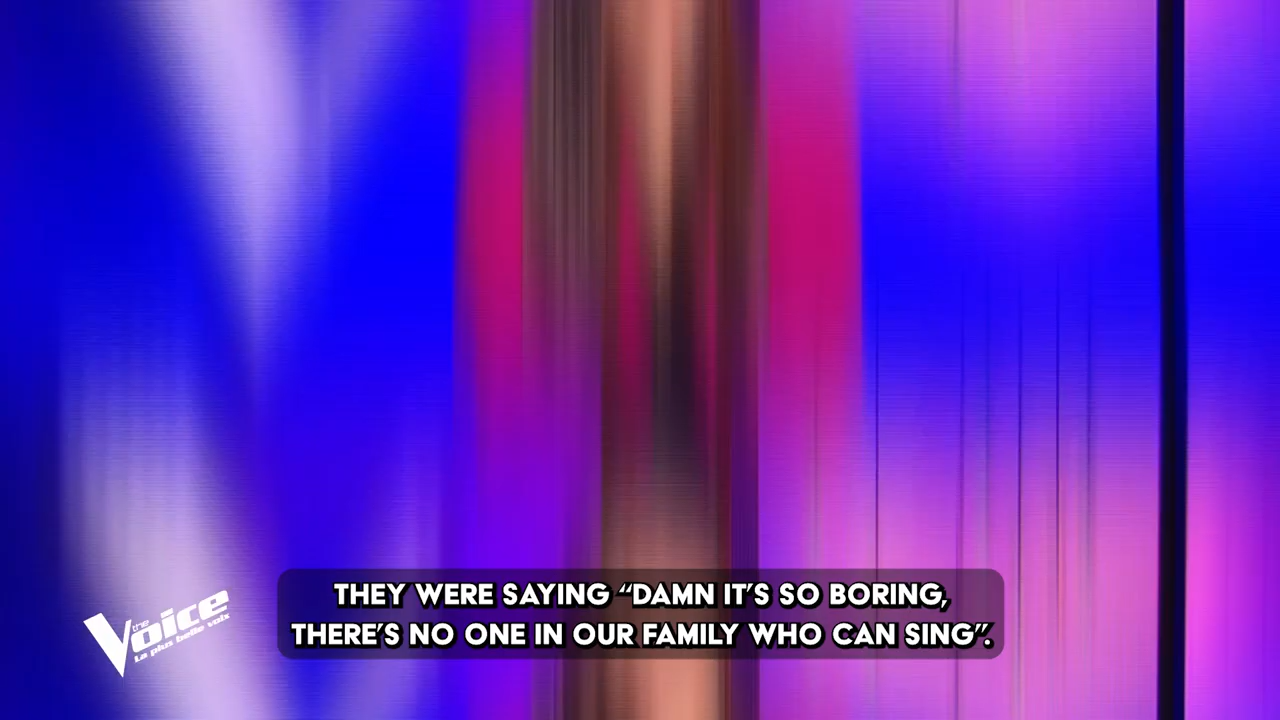 the
Voice
la plus belle voix
THEY WERE SAYING “DAMN IT’S SO BORING,
THERE’S NO ONE IN OUR FAMILY WHO CAN SING”.